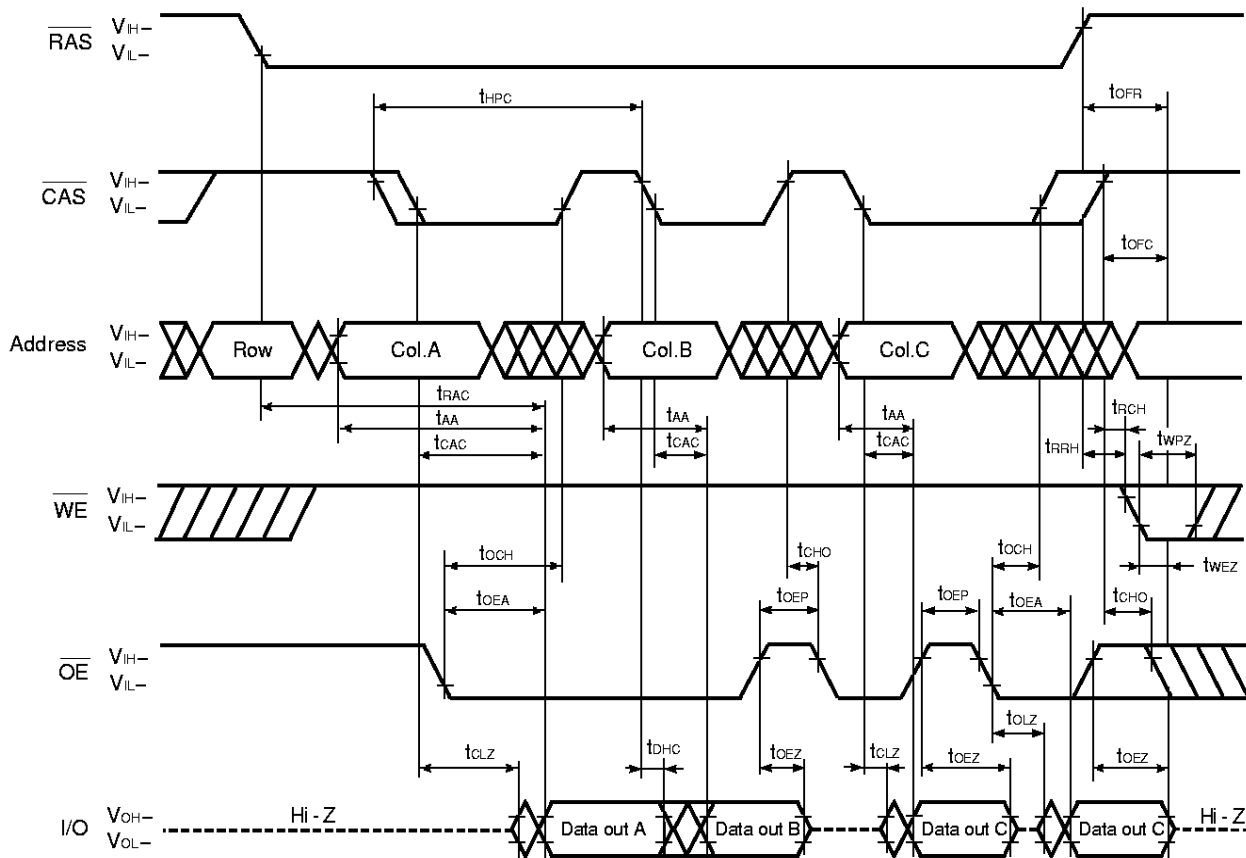 RAS VIH
VIL
tHPC
tOFR
CAS VIH
VIL
tOFC
Address VIH
VIL
Row Col.A Col.B Col.C
tRAC
tAA tAA tAA
tCAC tCAC tCAC
tRCH
tRRH tWPZ
WE VIH
VIL
tOCH tCHO tOCH tWEZ
tOEA tOEP tOEP tOEA tCHO
OE VIH
VIL
tOLZ
tCLZ tDHC tOEZ tCLZ tOEZ tOEZ
I/O VOH
VOL
Hi - Z Data out A Data out B Data out C Data out C Hi - Z